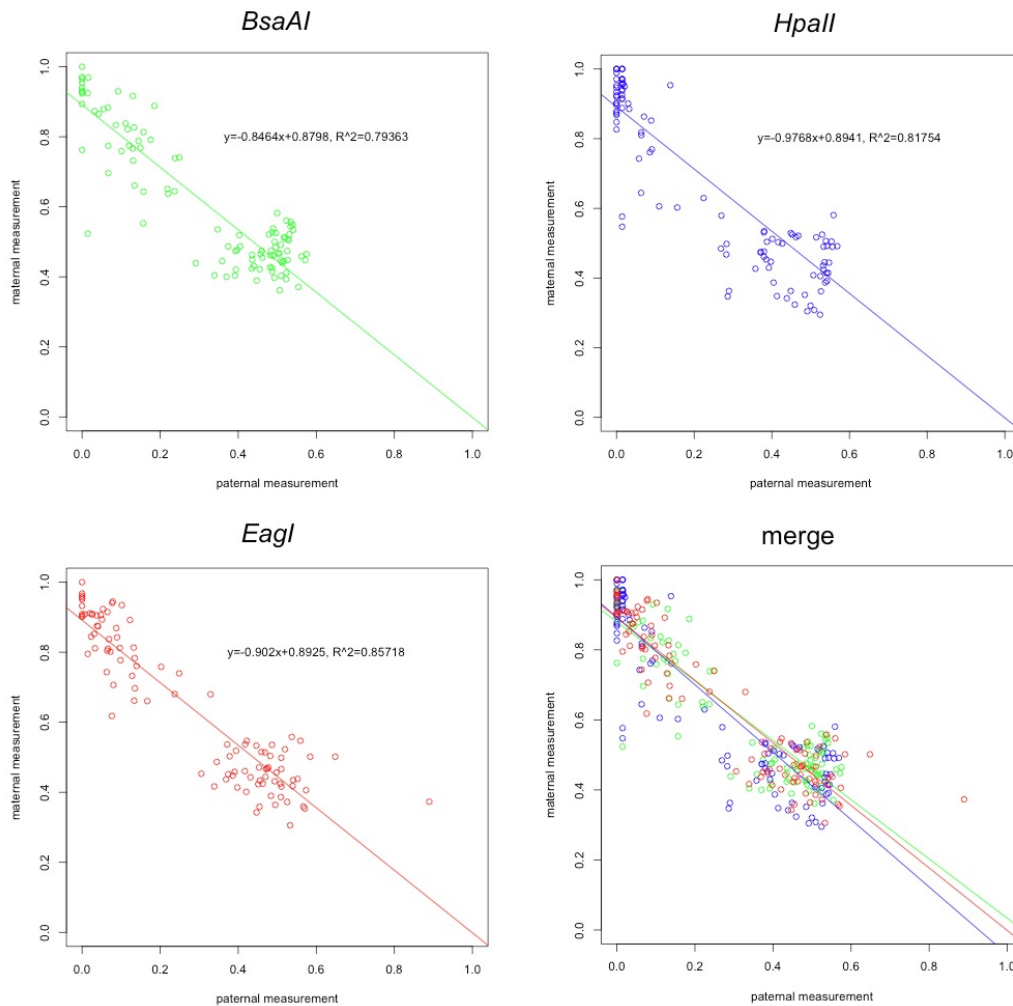 BsaAI
HpaII
1.0
0.8
0.6
0.4
0.2
0.0
maternal measurement
y=-0.8464x+0.8798, R^2=0.79363
0.0 0.2 0.4 0.6 0.8 1.0
paternal measurement
1.0
0.8
0.6
0.4
0.2
0.0
maternal measurement
y=-0.9768x+0.8941, R^2=0.81754
0.0 0.2 0.4 0.6 0.8 1.0
paternal measurement
EagI
merge
1.0
0.8
0.6
0.4
0.2
0.0
maternal measurement
y=-0.902x+0.8925, R^2=0.85718
0.0 0.2 0.4 0.6 0.8 1.0
paternal measurement
1.0
0.8
0.6
0.4
0.2
0.0
maternal measurement
0.0 0.2 0.4 0.6 0.8 1.0
paternal measurement